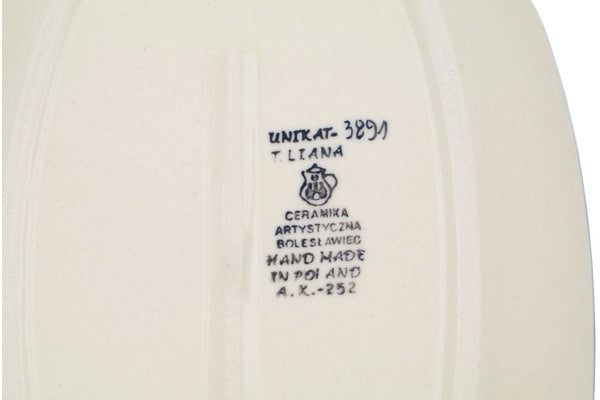 UNIKAT-3891
T. LIANA
CERAMIKA
ARTYSTYCZNA
BOLESŁAWIEC
HAND MADE
IN POLAND
A.K.-252